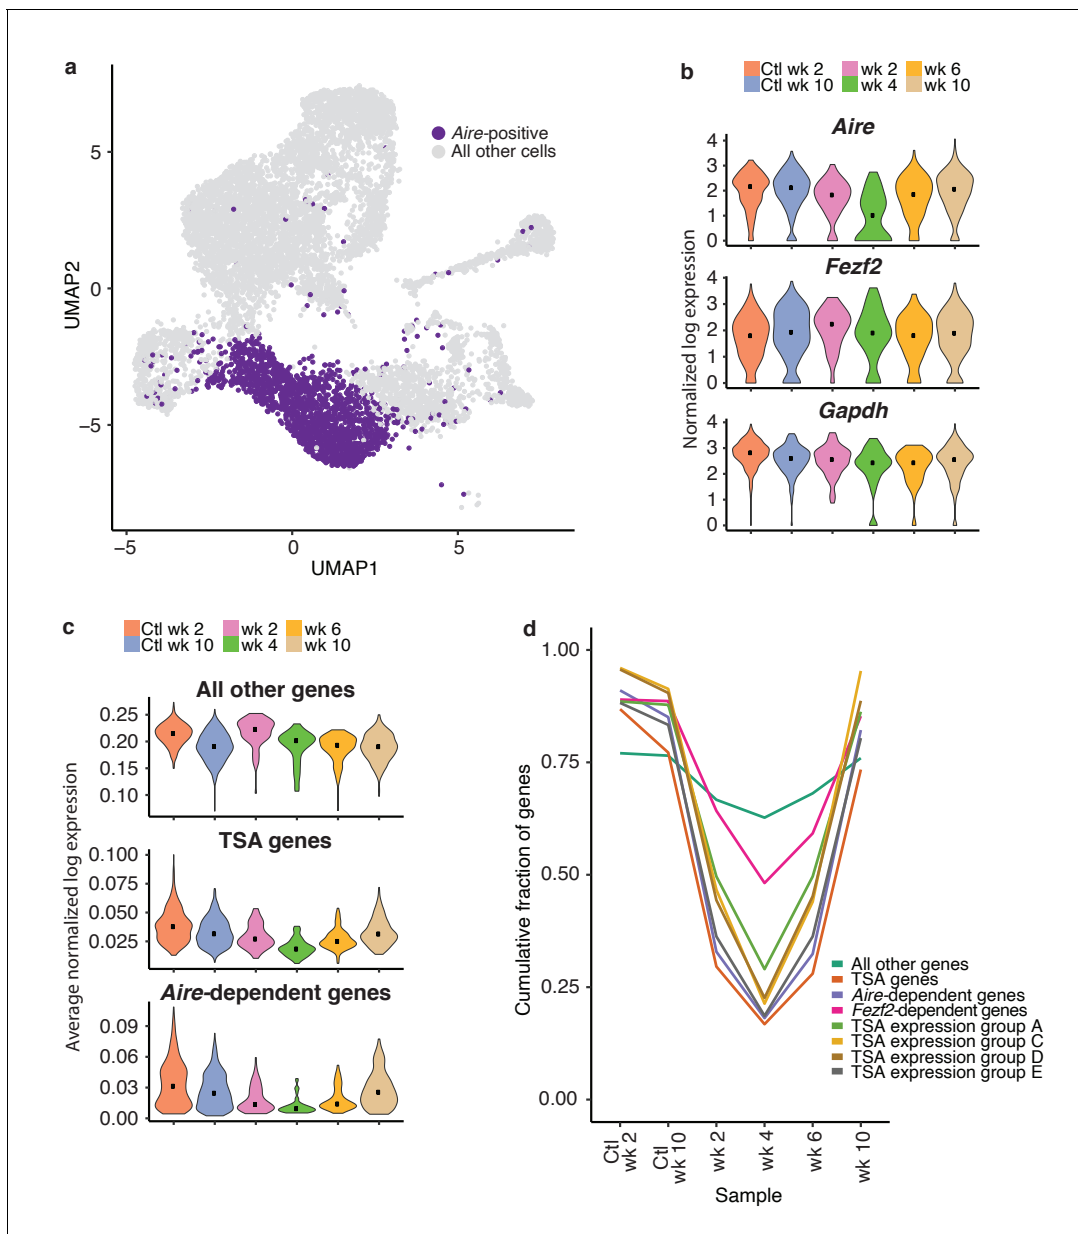 a
Aire-positive
All other cells
5
0
−5
UMAP2
−5
0
5
UMAP1
b
Ctl wk 2
wk 2
wk 6
Ctl wk 10
wk 4
wk 10
Aire
4
3
2
1
0
Fezf2
4
3
2
1
0
Gapdh
4
3
2
1
0
Normalized log expression
c
Ctl wk 2
wk 2
wk 6
Ctl wk 10
wk 4
wk 10
All other genes
0.25
0.20
0.15
0.10
TSA genes
0.100
0.075
0.050
0.025
Aire-dependent genes
0.09
0.06
0.03
0.00
Average normalized log expression
d
1.00
0.75
0.50
0.25
0.00
Cumulative fraction of genes
All other genes
TSA genes
Aire-dependent genes
Fezf2-dependent genes
TSA expression group A
TSA expression group C
TSA expression group D
TSA expression group E
Ctl
wk 2
Ctl
wk 10
wk 2
wk 4
wk 6
wk 10
Sample